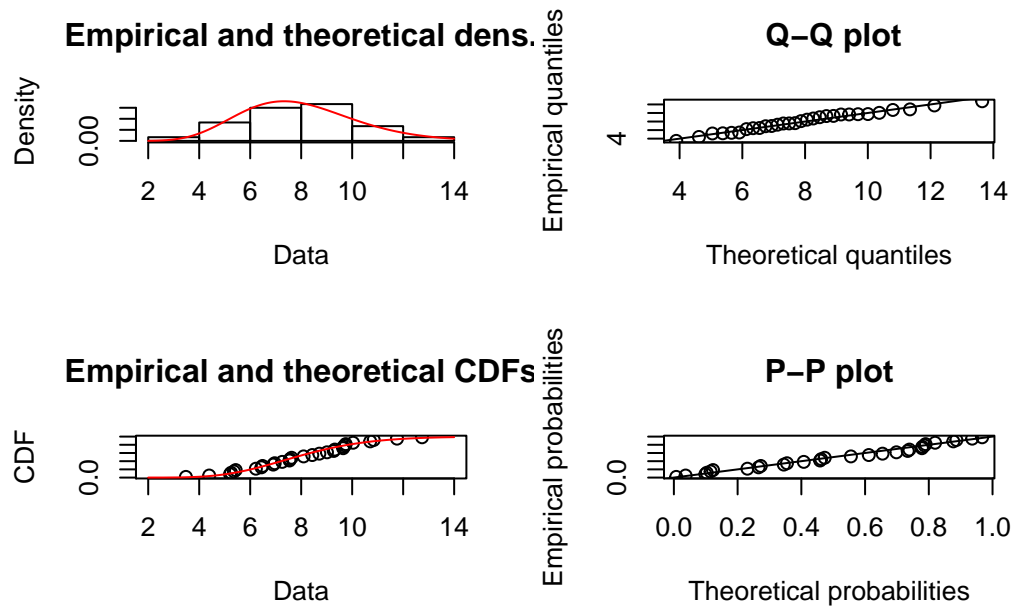 Empirical and theoretical dens.
Density
0.00
2 4 6 8 10 14
Data
Q−Q plot
Empirical quantiles
4
4 6 8 10 12 14
Theoretical quantiles
Empirical and theoretical CDFs
CDF
0.0
2 4 6 8 10 14
Data
P−P plot
Empirical probabilities
0.0
0.0 0.2 0.4 0.6 0.8 1.0
Theoretical probabilities